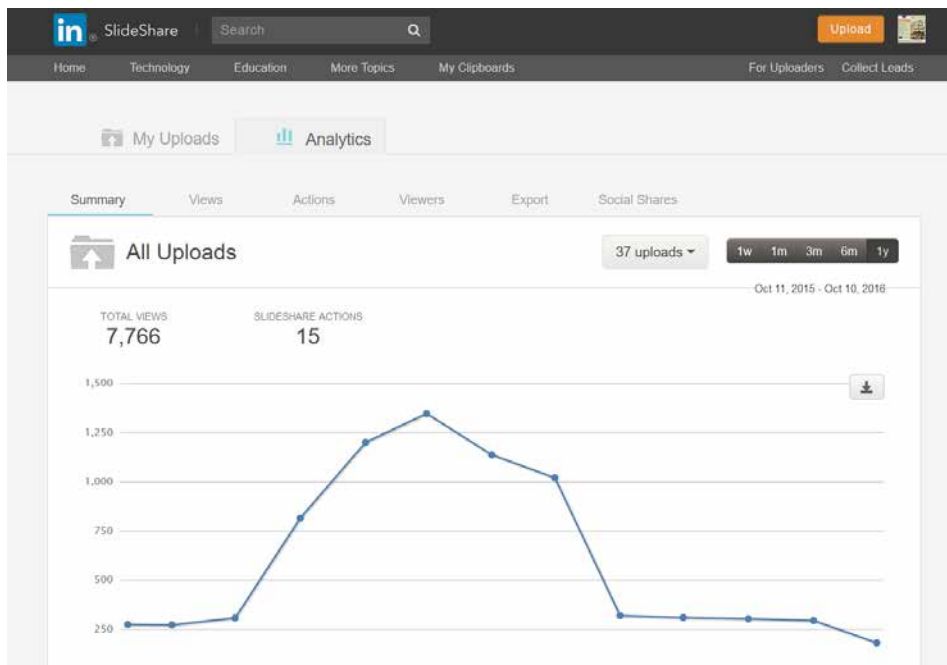 in ® SlideShare Search Upload
Home Technology Education More Topics My Clipboards For Uploaders Collect Leads
My Uploads Analytics
Summary Views Actions Viewers Export Social Shares
All Uploads 37 uploads 1w 1m 3m 6m 1y
Oct 11, 2015 - Oct 10, 2016
TOTAL VIEWS SLIDESHARE ACTIONS
7,766 15
1,500
1,250
1,000
750
500
250